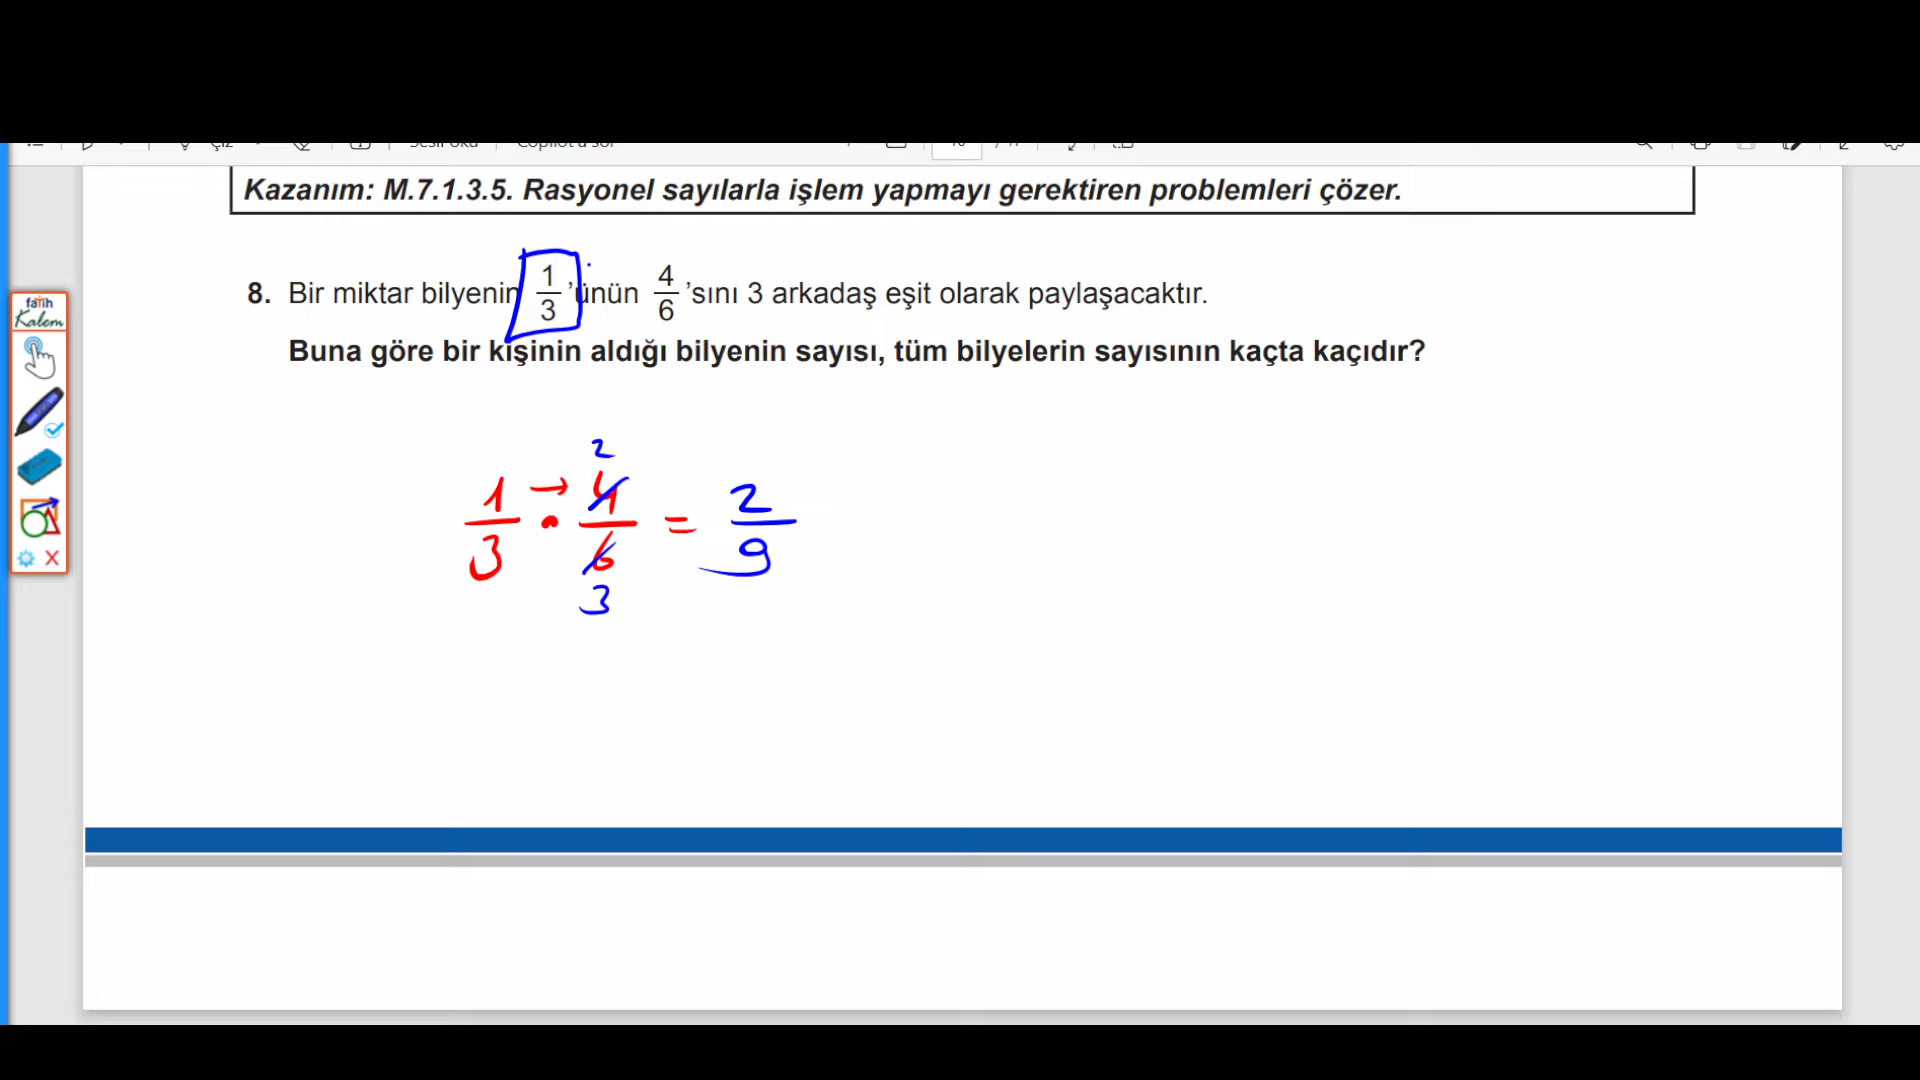 Kazanım: M.7.1.3.5. Rasyonel sayılarla işlem yapmayı gerektiren problemleri çözer.
8. Bir miktar bilyenin 1/3 'ünün 4/6 'sını 3 arkadaş eşit olarak paylaşacaktır.
Buna göre bir kişinin aldığı bilyenin sayısı, tüm bilyelerin sayısının kaçta kaçıdır?
fatih
Kalem
2
1/3 → • 4/6 = 2/9
3